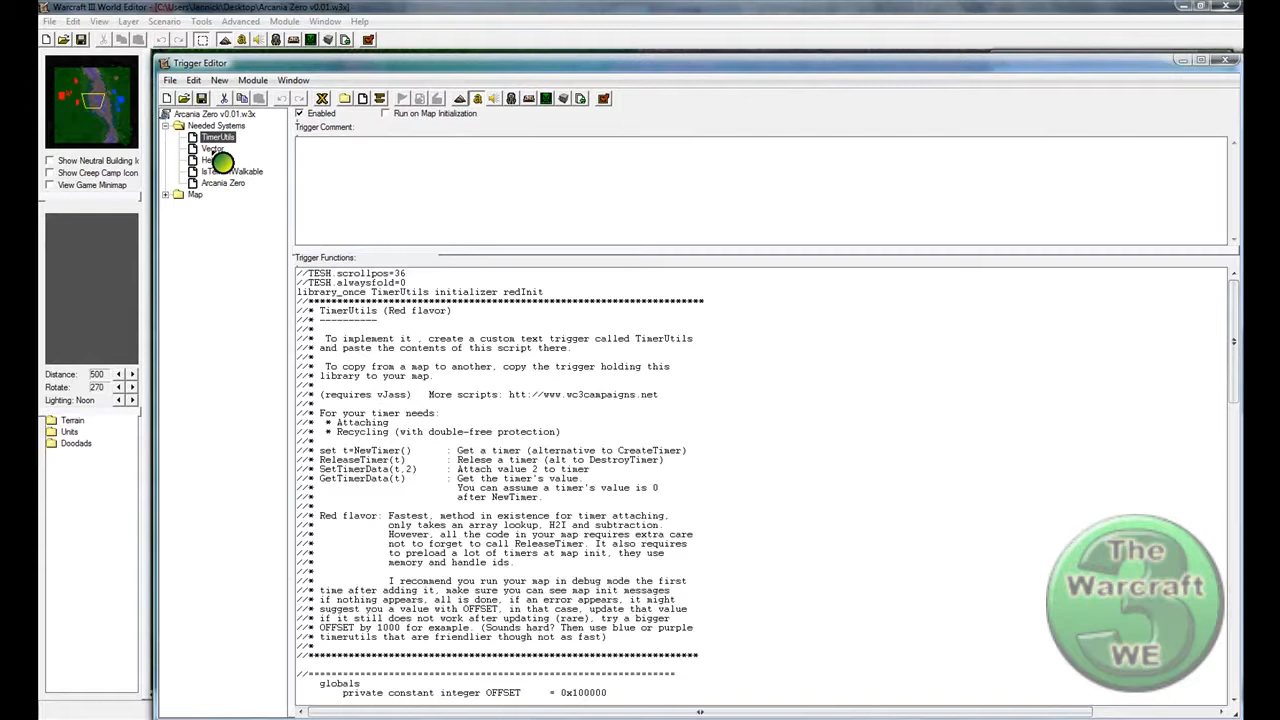 Warcraft III World Editor - [C:\Users\Jannick\Desktop\Arcania Zero v0.01.w3x]
File Edit View Layer Scenario Tools Advanced Module Window Help
Trigger Editor
File Edit New Module Window
Arcania Zero v0.01.w3x
Needed Systems
TimerUtils
Vector
Walkable
Arcania Zero
Map
Show Neutral Building Ic
Show Creep Camp Icon
View Game Minimap
Distance: 500
Rotate: 270
Lighting: Noon
Terrain
Units
Doodads
Enabled Run on Map Initialization
Trigger Comment:
Trigger Functions:
//TESH.scrollpos=36
//TESH.alwaysfold=0
library_once TimerUtils initializer redInit
//*********************************************************************
//* TimerUtils (Red flavor)
//* ----------
//*
//*  To implement it , create a custom text trigger called TimerUtils
//* and paste the contents of this script there.
//*
//*  To copy from a map to another, copy the trigger holding this
//* library to your map.
//*
//* (requires vJass)   More scripts: htt://www.wc3campaigns.net
//*
//* For your timer needs:
//*  * Attaching
//*  * Recycling (with double-free protection)
//*
//* set t=NewTimer()      : Get a timer (alternative to CreateTimer)
//* ReleaseTimer(t)       : Relese a timer (alt to DestroyTimer)
//* SetTimerData(t,2)     : Attach value 2 to timer
//* GetTimerData(t)       : Get the timer's value.
//*                         You can assume a timer's value is 0
//*                         after NewTimer.
//*
//* Red flavor: Fastest, method in existence for timer attaching,
//*             only takes an array lookup, H2I and subtraction.
//*             However, all the code in your map requires extra care
//*             not to forget to call ReleaseTimer. It also requires
//*             to preload a lot of timers at map init, they use
//*             memory and handle ids.
//*
//*             I recommend you run your map in debug mode the first
//* time after adding it, make sure you can see map init messages
//* if nothing appears, all is done, if an error appears, it might
//* suggest you a value with OFFSET, in that case, update that value
//* if it still does not work after updating (rare), try a bigger
//* OFFSET by 1000 for example. (Sounds hard? Then use blue or purple
//* timerutils that are friendlier though not as fast)
//*
//*********************************************************************
//================================================================
globals
private constant integer OFFSET     = 0x100000
The
Warcraft
3
WE